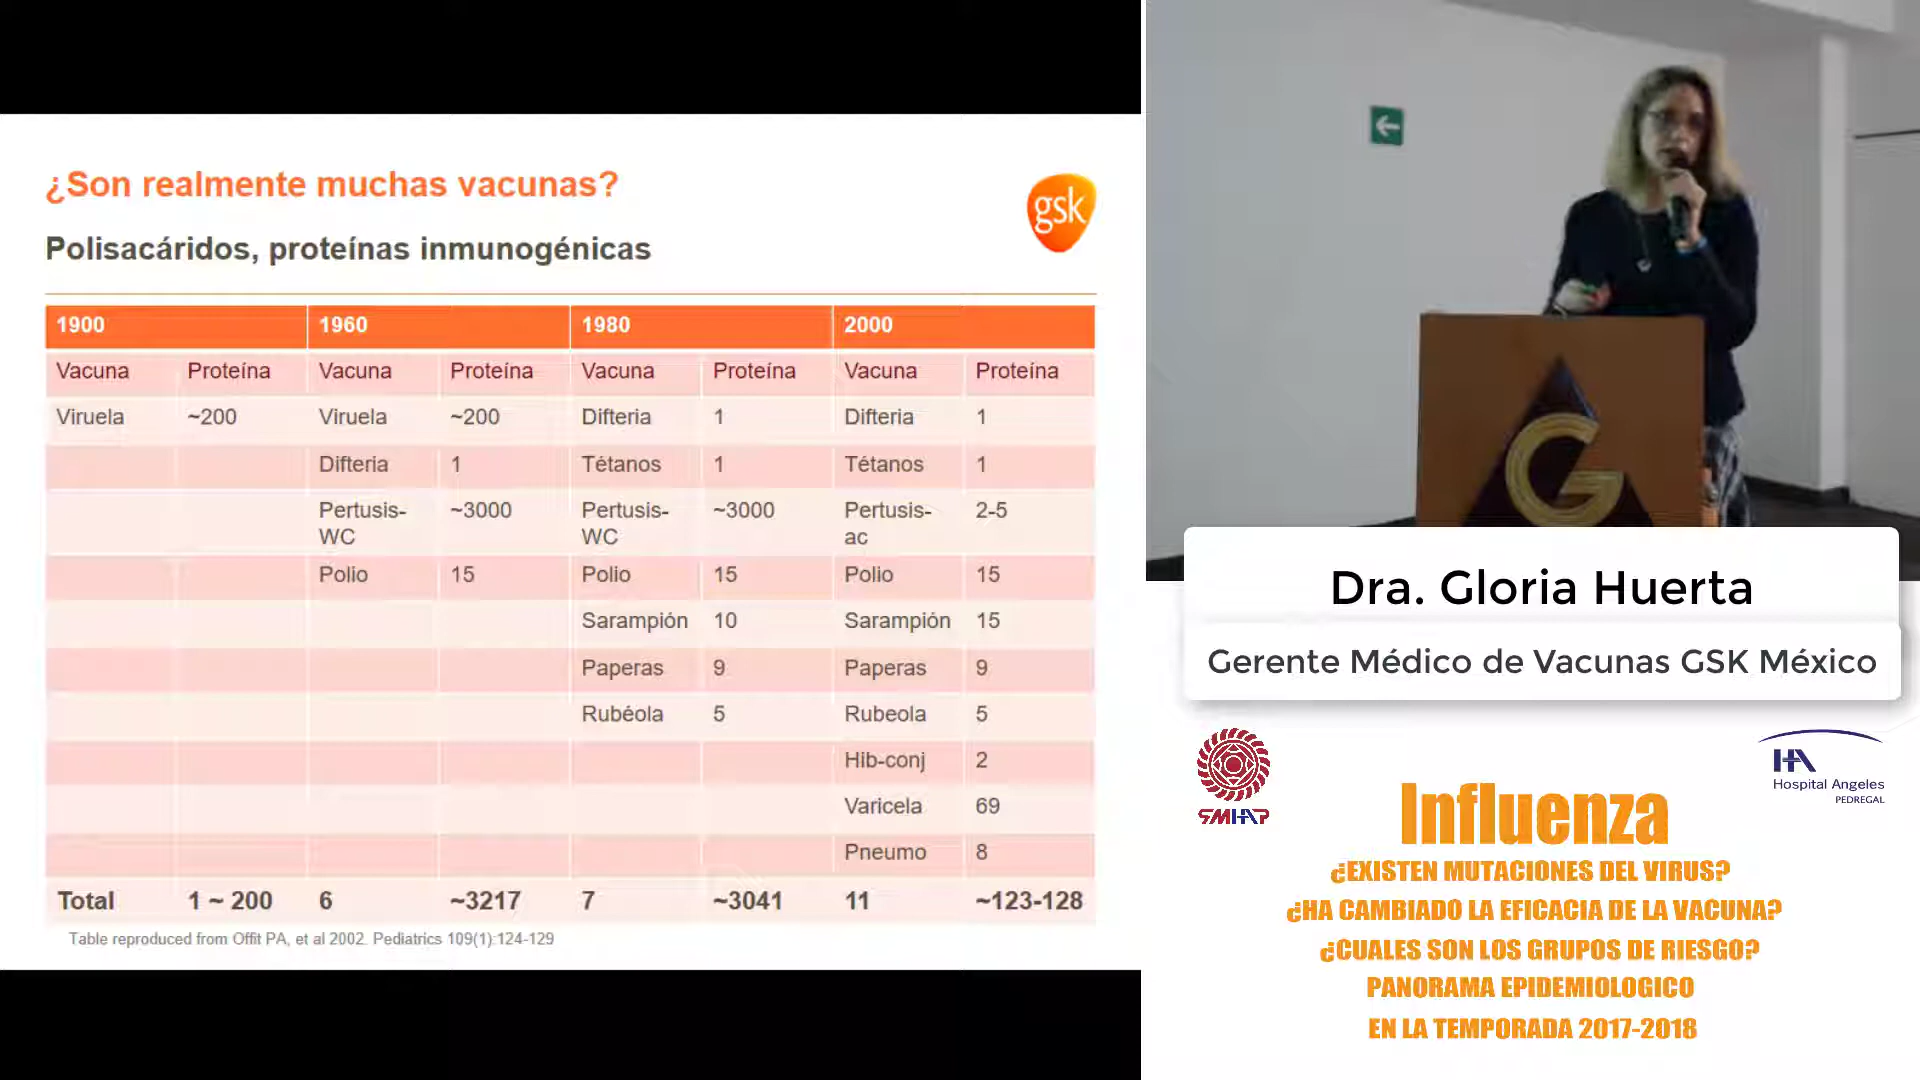 ¿Son realmente muchas vacunas?
gsk
Polisacáridos, proteínas inmunogénicas
1900 1960 1980 2000
Vacuna Proteína Vacuna Proteína Vacuna Proteína Vacuna Proteína
Viruela ~200 Viruela ~200 Difteria 1 Difteria 1
Difteria 1 Tétanos 1 Tétanos 1
Pertusis-WC ~3000 Pertusis-WC ~3000 Pertusis-ac 2-5
Polio 15 Polio 15 Polio 15
Sarampión 10 Sarampión 15
Paperas 9 Paperas 9
Rubéola 5 Rubeola 5
Hib-conj 2
Varicela 69
Pneumo 8
Total 1 ~ 200 6 ~3217 7 ~3041 11 ~123-128
Table reproduced from Offit PA, et al 2002. Pediatrics 109(1):124-129
G
Dra. Gloria Huerta
Gerente Médico de Vacunas GSK México
SMHAP
HA
Hospital Angeles
PEDREGAL
Influenza
¿EXISTEN MUTACIONES DEL VIRUS?
¿HA CAMBIADO LA EFICACIA DE LA VACUNA?
¿CUALES SON LOS GRUPOS DE RIESGO?
PANORAMA EPIDEMIOLOGICO
EN LA TEMPORADA 2017-2018